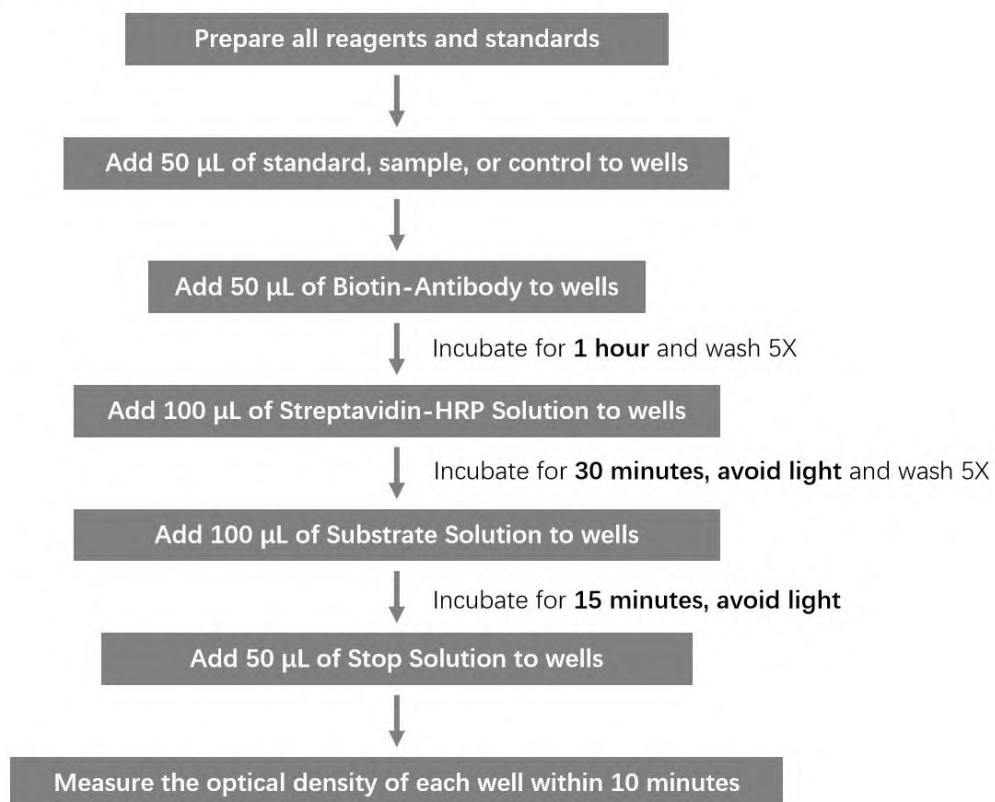 Prepare all reagents and standards
Add 50 μL of standard, sample, or control to wells
Add 50 μL of Biotin-Antibody to wells
Incubate for 1 hour and wash 5X
Add 100 μL of Streptavidin-HRP Solution to wells
Incubate for 30 minutes, avoid light and wash 5X
Add 100 μL of Substrate Solution to wells
Incubate for 15 minutes, avoid light
Add 50 μL of Stop Solution to wells
Measure the optical density of each well within 10 minutes